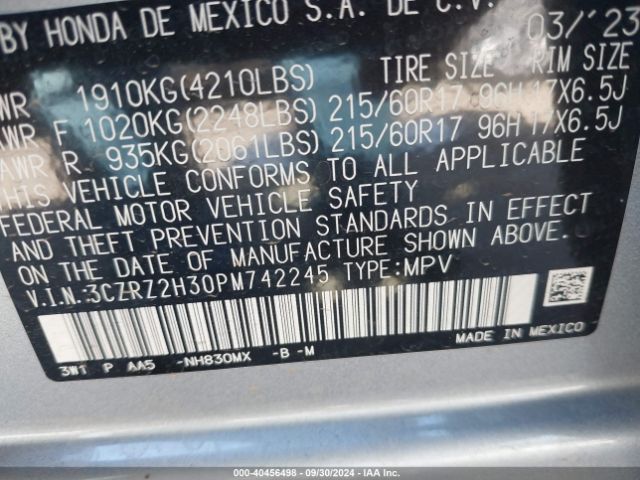 BY HONDA DE MEXICO S.A. DE C.V. 03/'23
WR 1910KG(4210LBS) TIRE SIZE RIM SIZE
AWR F 1020KG(2248LBS) 215/60R17 96H 17X6.5J
AWR R 935KG(2061LBS) 215/60R17 96H 17X6.5J
THIS VEHICLE CONFORMS TO ALL APPLICABLE
FEDERAL MOTOR VEHICLE SAFETY
AND THEFT PREVENTION STANDARDS IN EFFECT
ON THE DATE OF MANUFACTURE SHOWN ABOVE.
V.I.N.:3CZRZ2H30PM742245 TYPE:MPV
3W1 P AA5 -NH830MX -B -M MADE IN MEXICO
000-40456498 - 09/30/2024 - IAA Inc.